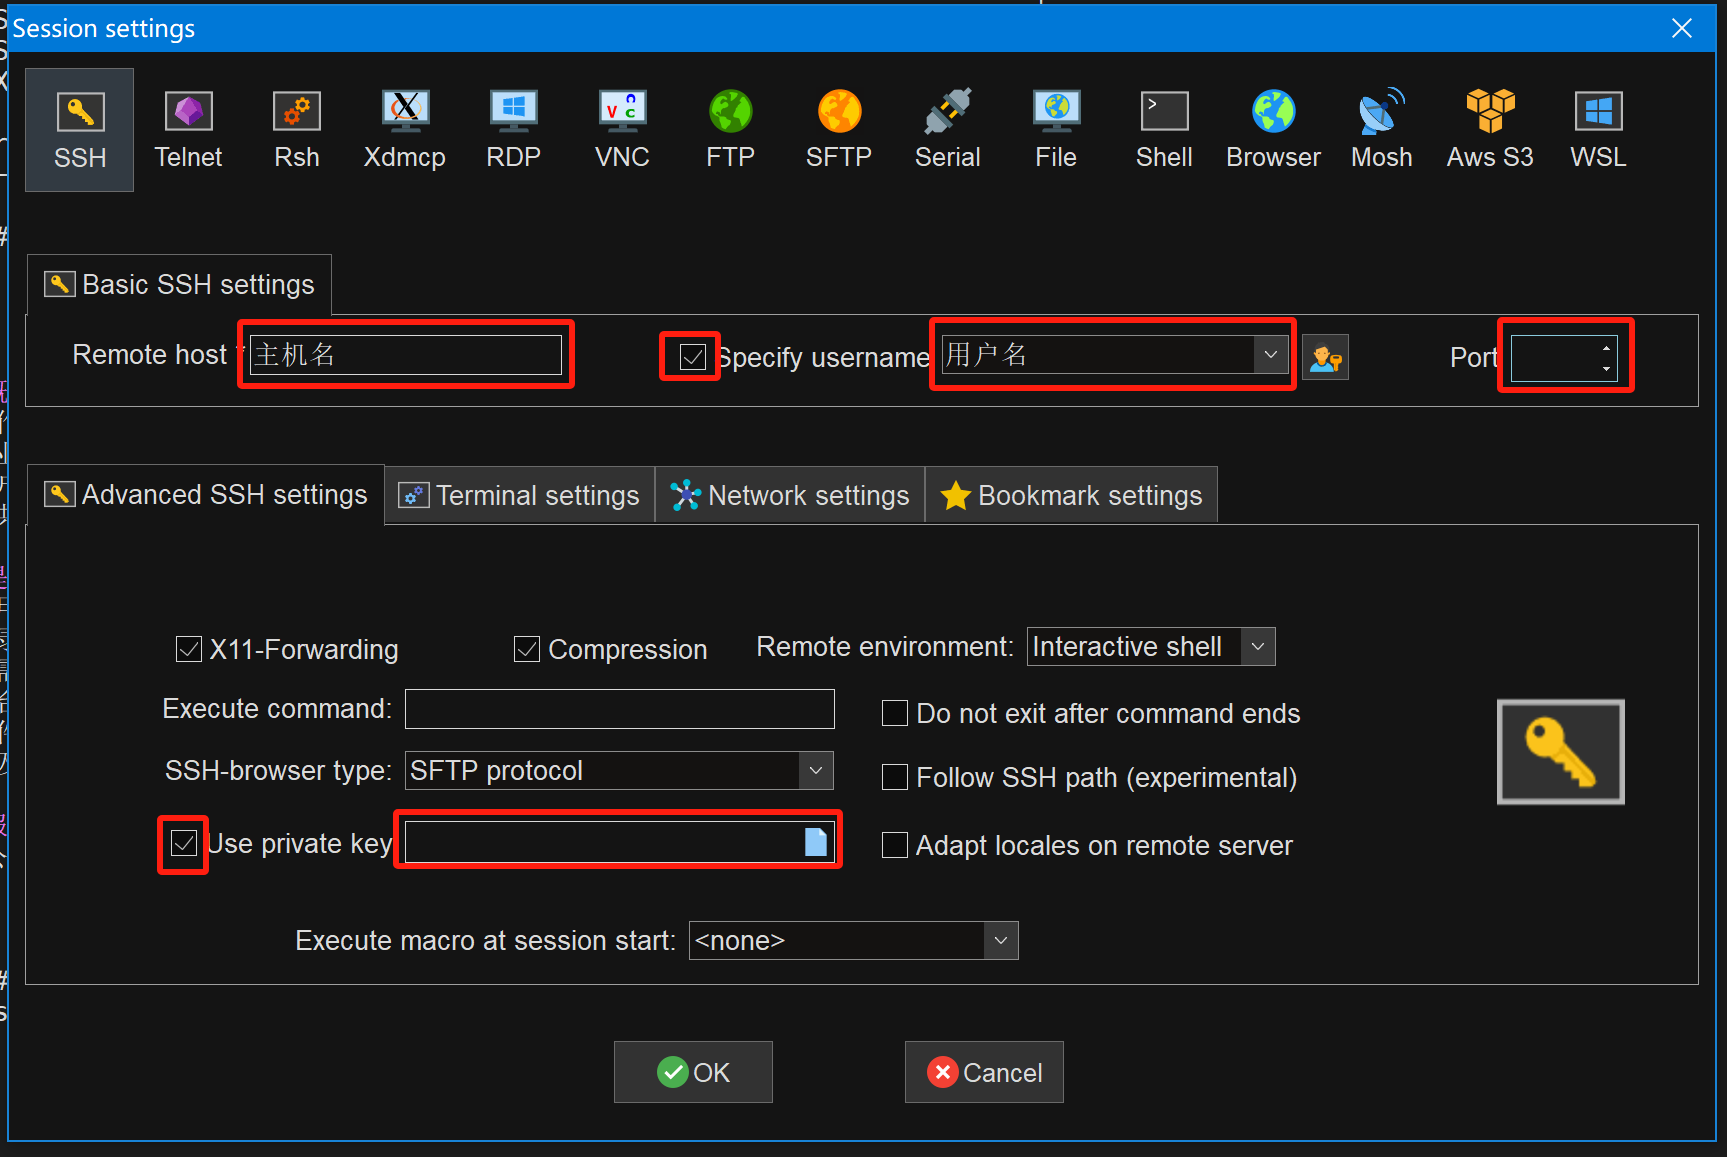 Session settings
SSH Telnet Rsh Xdmcp RDP VNC FTP SFTP Serial File Shell Browser Mosh Aws S3 WSL
Basic SSH settings
Remote host * 主机名 Specify username 用户名 Port
Advanced SSH settings Terminal settings Network settings Bookmark settings
X11-Forwarding Compression Remote environment: Interactive shell
Execute command: Do not exit after command ends
SSH-browser type: SFTP protocol Follow SSH path (experimental)
Use private key Adapt locales on remote server
Execute macro at session start: <none>
OK Cancel